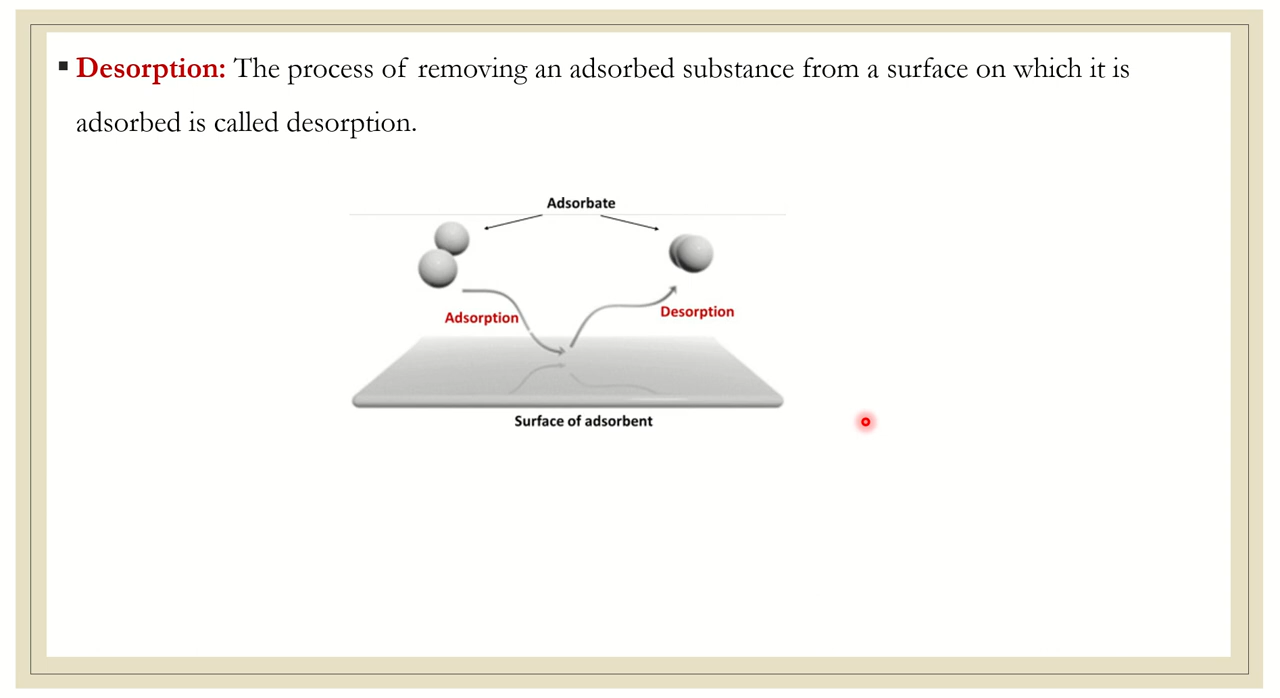 ▪ Desorption: The process of removing an adsorbed substance from a surface on which it is
adsorbed is called desorption.
Adsorbate
Adsorption
Desorption
Surface of adsorbent